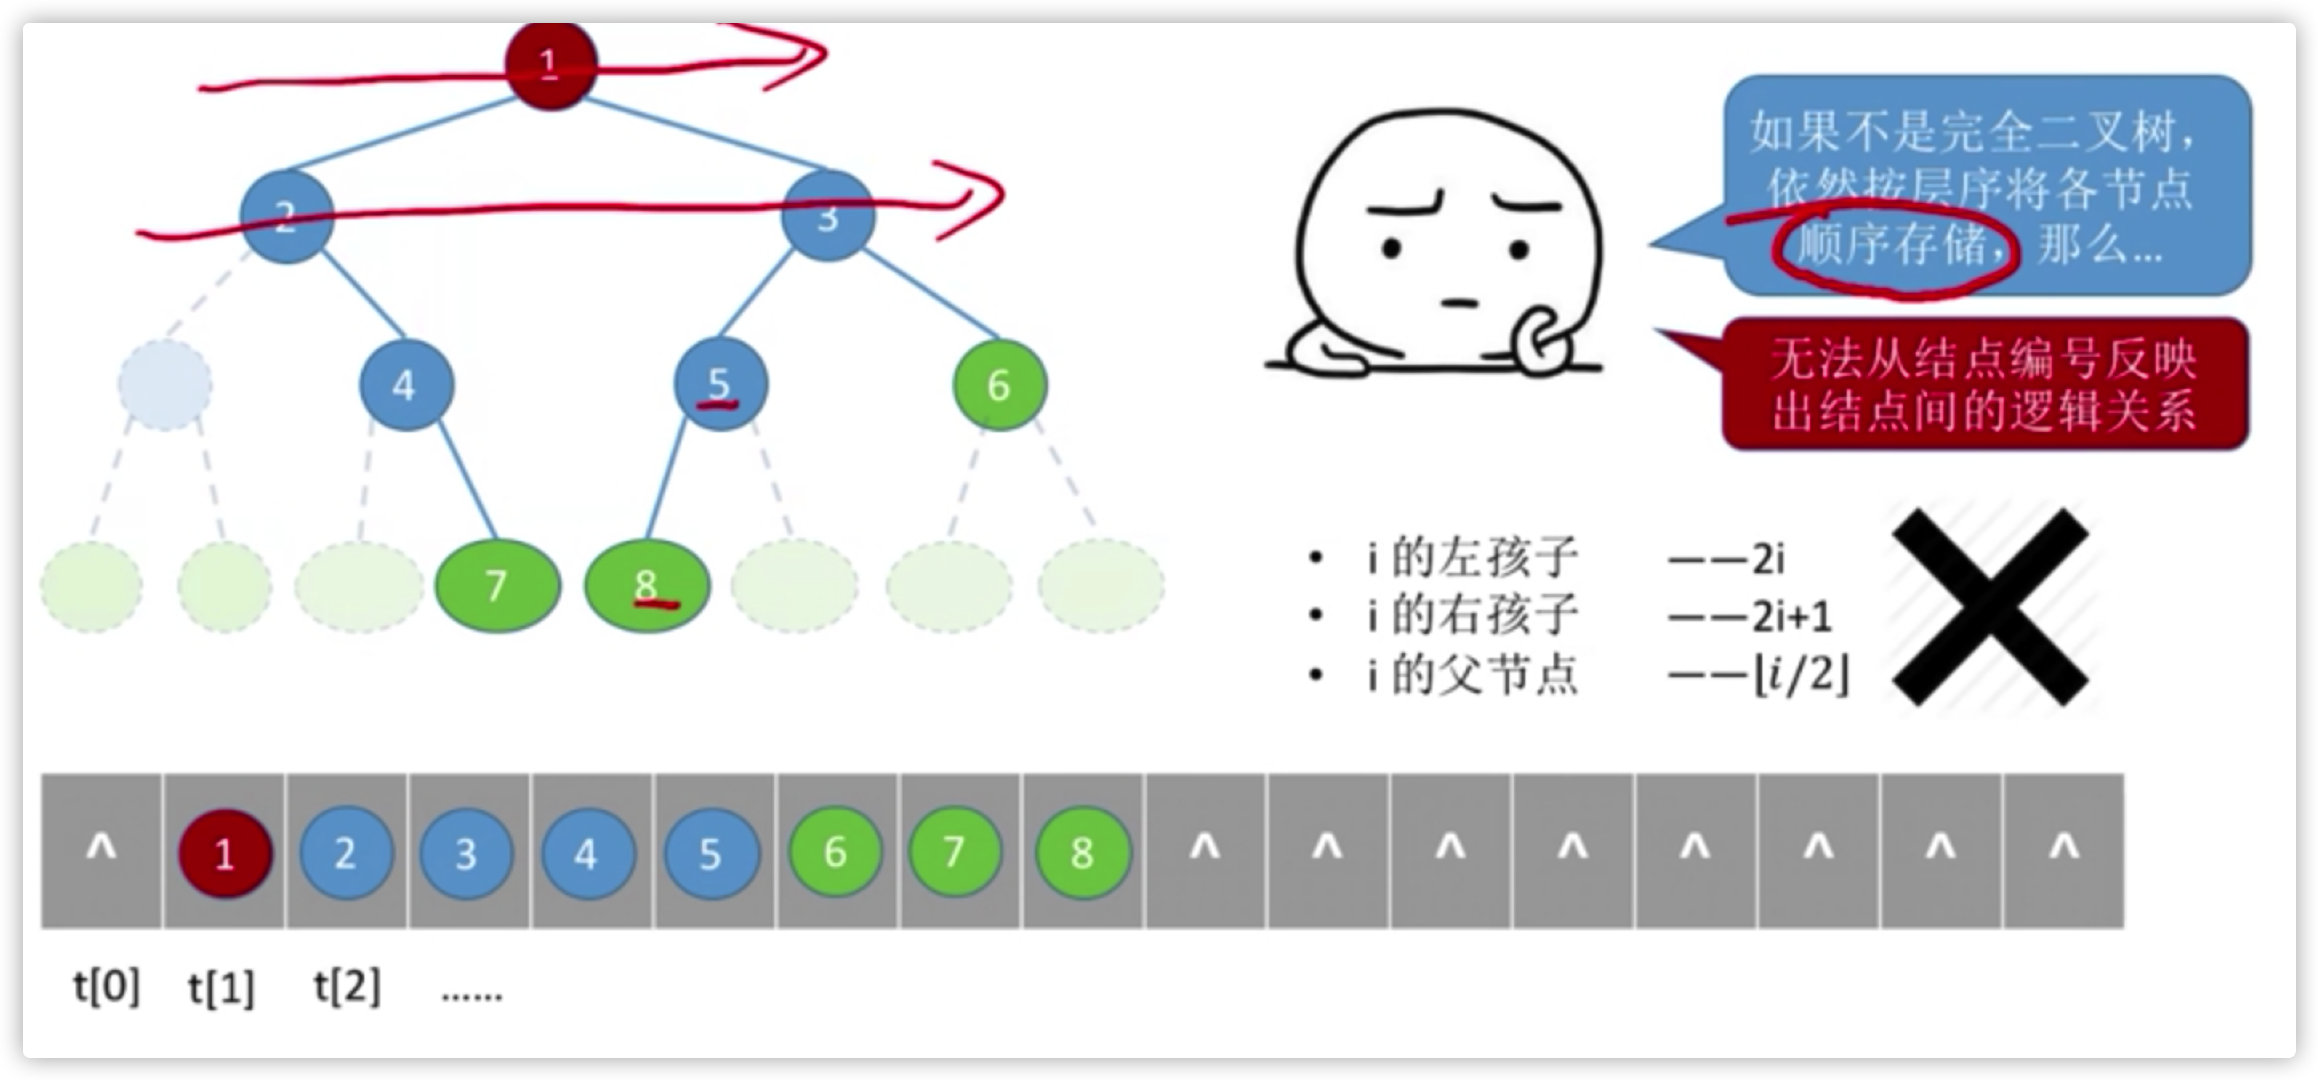 1
如果不是完全二叉树，
依然按层序将各节点
顺序存储，那么...
2
3
无法从结点编号反映
出结点间的逻辑关系
4
5
6
7
8
• i 的左孩子 ——2i
• i 的右孩子 ——2i+1
• i 的父节点 ——⌊i/2⌋
^ 1 2 3 4 5 6 7 8 ^ ^ ^ ^ ^ ^ ^ ^
t[0] t[1] t[2] ......